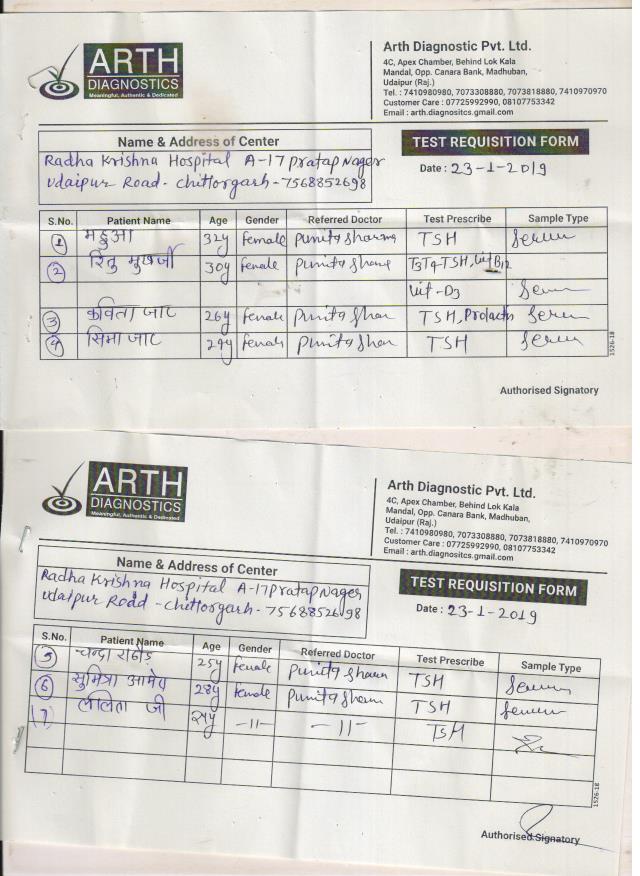 ARTH
DIAGNOSTICS
Meaningful, Authentic & Dedicated
Arth Diagnostic Pvt. Ltd.
4C, Apex Chamber, Behind Lok Kala
Mandal, Opp. Canara Bank, Madhuban,
Udaipur (Raj.)
Tel. : 7410980980, 7073308880, 7073818880, 7410970970
Customer Care : 07725992990, 08107753342
Email : arth.diagnositcs.gmail.com
Name & Address of Center
Radha Krishna Hospital A-17 Pratap Nager
Udaipur Road - Chittorgarh - 7568852698
TEST REQUISITION FORM
Date : 23-1-2019
S.No. Patient Name Age Gender Referred Doctor Test Prescribe Sample Type
1 महुआ 32y female Punita Sharma TSH Serum
2 रितु मुखर्जी 30y female Punita T3T4-TSH, Vit B12
Vit-D3
3 कविता जाट 26y female Punita TSH, Prolactin Serum
4 सिमा जाट 29y female Punita TSH Serum
1526-18
Authorised Signatory
ARTH
DIAGNOSTICS
Meaningful, Authentic & Dedicated
Arth Diagnostic Pvt. Ltd.
4C, Apex Chamber, Behind Lok Kala
Mandal, Opp. Canara Bank, Madhuban,
Udaipur (Raj.)
Tel. : 7410980980, 7073308880, 7073818880, 7410970970
Customer Care : 07725992990, 08107753342
Email : arth.diagnositcs.gmail.com
Name & Address of Center
Radha Krishna Hospital A-17 Pratap Nager
Udaipur Road - Chittorgarh - 7568852698
TEST REQUISITION FORM
Date : 23-1-2019
S.No. Patient Name Age Gender Referred Doctor Test Prescribe Sample Type
5 चन्द्रा राठौड 25y female Punita Sharma TSH Serum
6 सुमित्रा 28y female Punita Sharma TSH Serum
(7) ललिता जी -11- -11- TSH
1526-18
Authorised Signatory